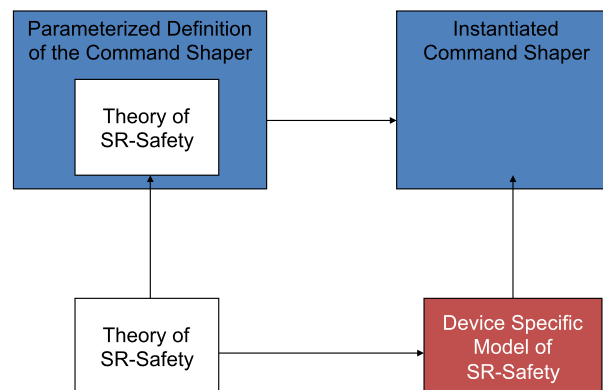 Parameterized Definition
of the Command Shaper
Theory of
SR-Safety
Instantiated
Command Shaper
Theory of
SR-Safety
Device Specific
Model of
SR-Safety